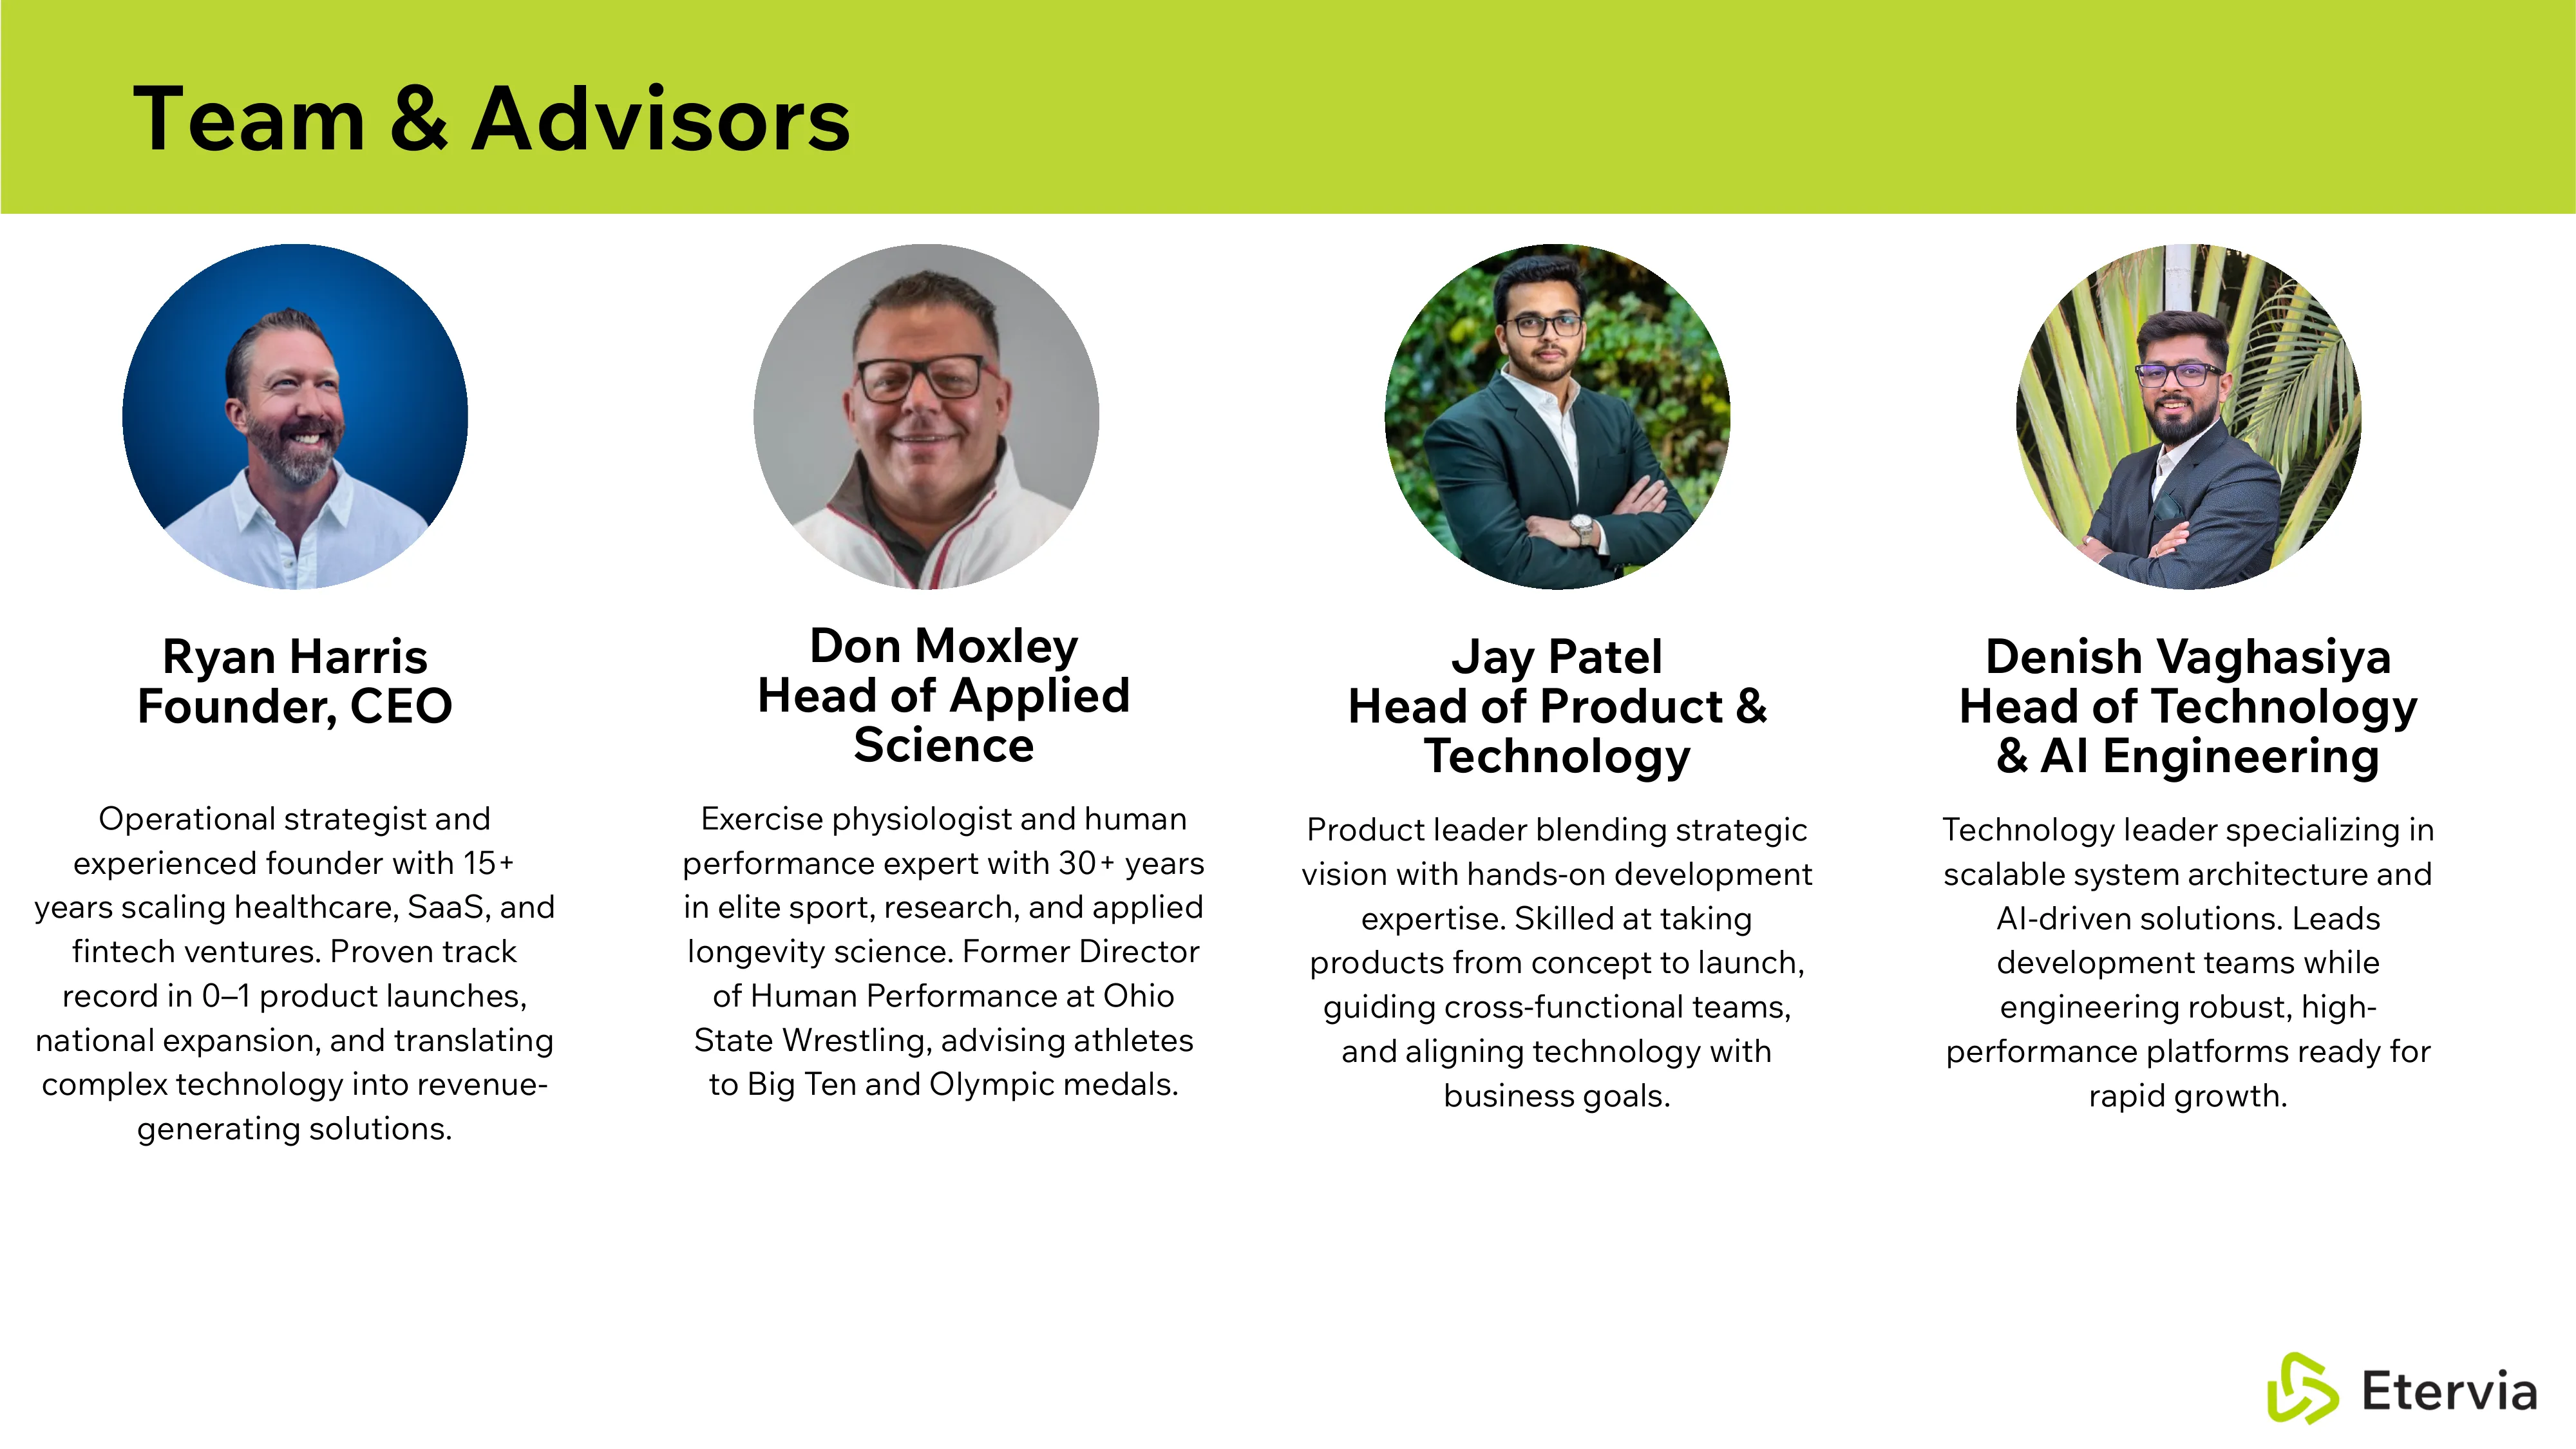 Team & Advisors
Ryan Harris
Founder, CEO
Operational strategist and
experienced founder with 15+
years scaling healthcare, SaaS, and
fintech ventures. Proven track
record in 0–1 product launches,
national expansion, and translating
complex technology into revenue-
generating solutions.
Don Moxley
Head of Applied
Science
Exercise physiologist and human
performance expert with 30+ years
in elite sport, research, and applied
longevity science. Former Director
of Human Performance at Ohio
State Wrestling, advising athletes
to Big Ten and Olympic medals.
Jay Patel
Head of Product &
Technology
Product leader blending strategic
vision with hands-on development
expertise. Skilled at taking
products from concept to launch,
guiding cross-functional teams,
and aligning technology with
business goals.
Denish Vaghasiya
Head of Technology
& AI Engineering
Technology leader specializing in
scalable system architecture and
AI-driven solutions. Leads
development teams while
engineering robust, high-
performance platforms ready for
rapid growth.
Etervia